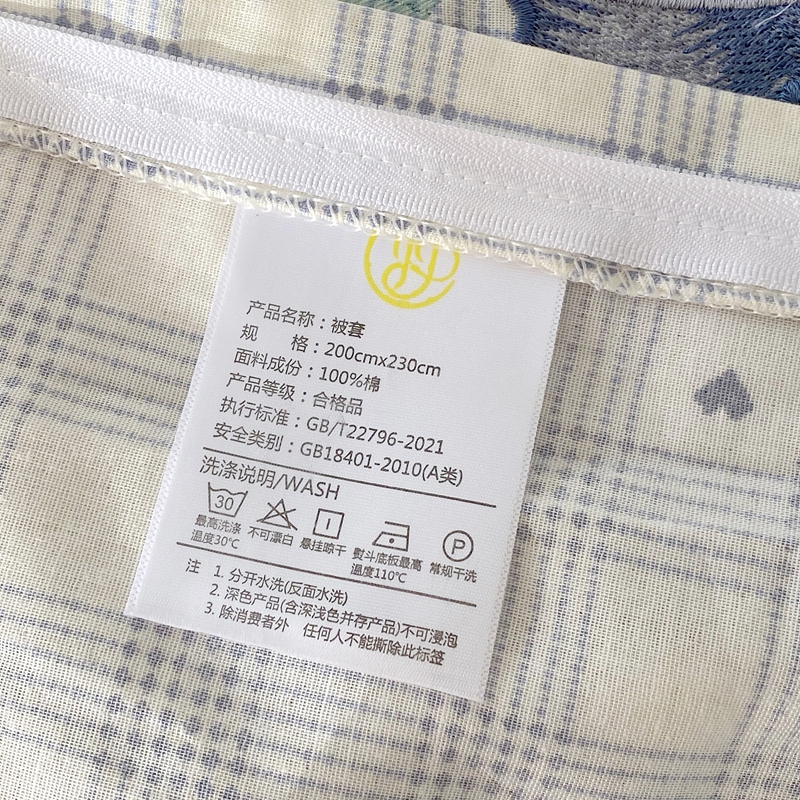 产品名称：被套
规 格：200cmx230cm
面料成份：100%棉
产品等级：合格品
执行标准：GB/T22796-2021
安全类别：GB18401-2010(A类)
洗涤说明/WASH
30 P
最高洗涤温度30℃ 不可漂白 悬挂晾干 熨斗底板最高温度110℃ 常规干洗
注 1. 分开水洗(反面水洗)
2. 深色产品(含深浅色并存产品)不可浸泡
3. 除消费者外 任何人不能撕除此标签